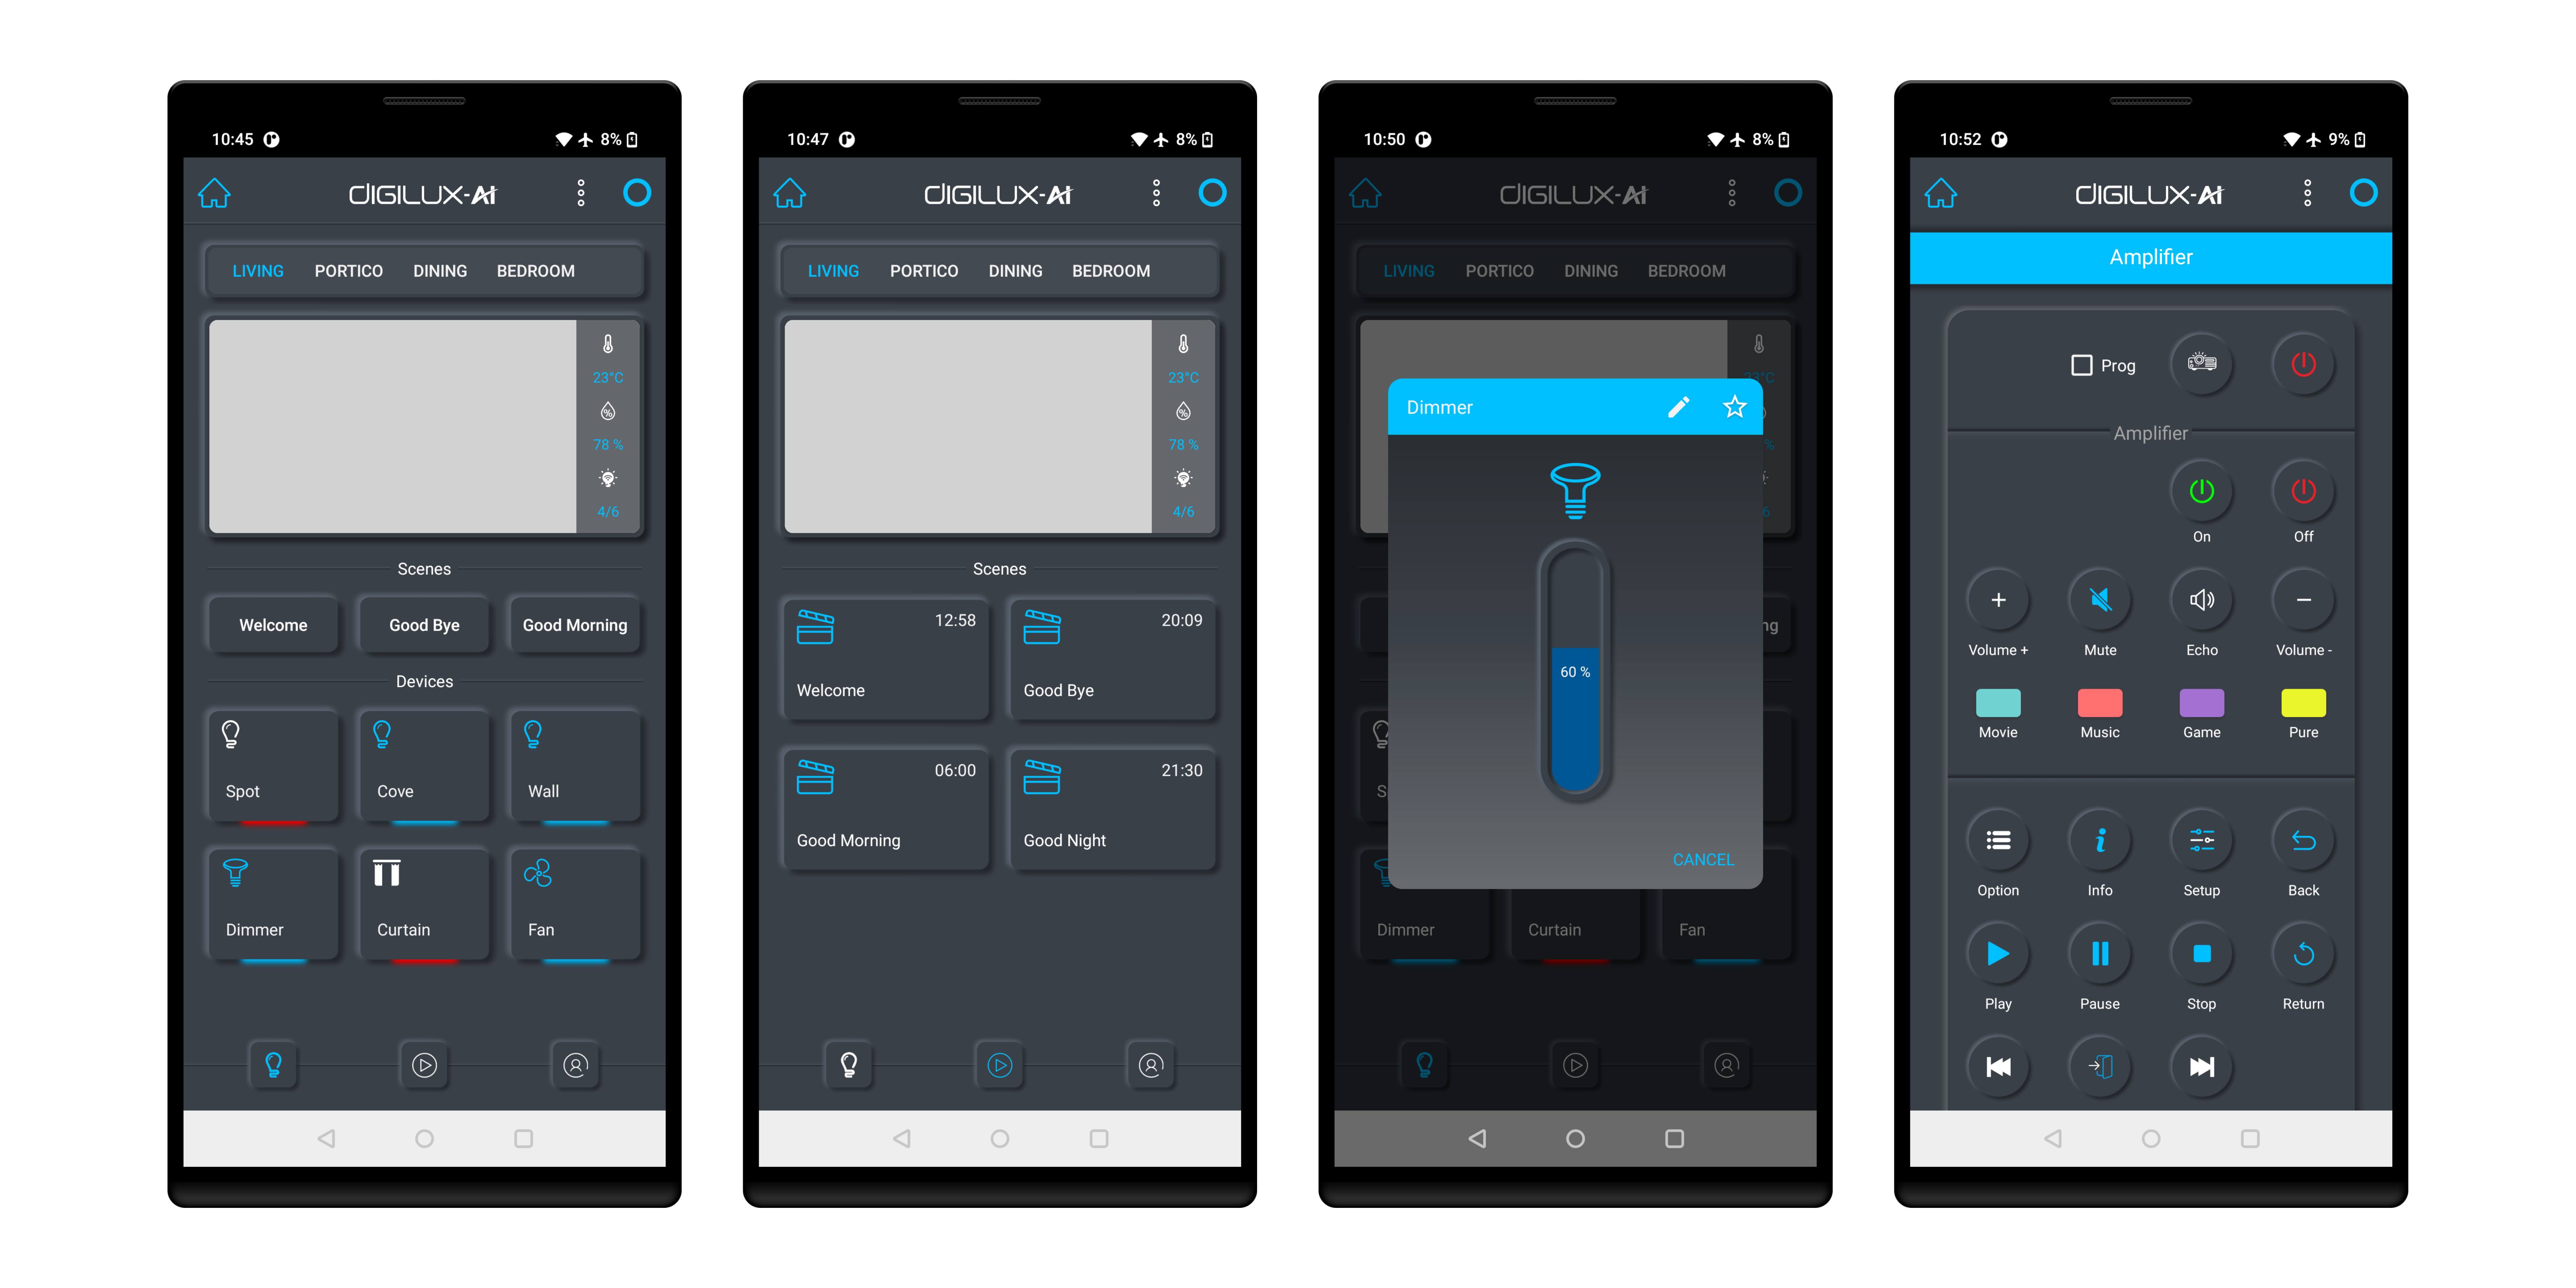 10:45 8%
DIGILUX-AI
LIVING PORTICO DINING BEDROOM
23°C
%
78 %
4/6
Scenes
Welcome Good Bye Good Morning
Devices
Spot Cove Wall
Dimmer Curtain Fan
10:47 8%
DIGILUX-AI
LIVING PORTICO DINING BEDROOM
23°C
%
78 %
4/6
Scenes
12:58 20:09
Welcome Good Bye
06:00 21:30
Good Morning Good Night
10:50 8%
DIGILUX-AI
LIVING PORTICO DINING BEDROOM
Dimmer
60 %
CANCEL
ng
S
Dimmer Curtain Fan
10:52 9%
DIGILUX-AI
Amplifier
Prog
Amplifier
On Off
Volume + Mute Echo Volume -
Movie Music Game Pure
Option Info Setup Back
Play Pause Stop Return